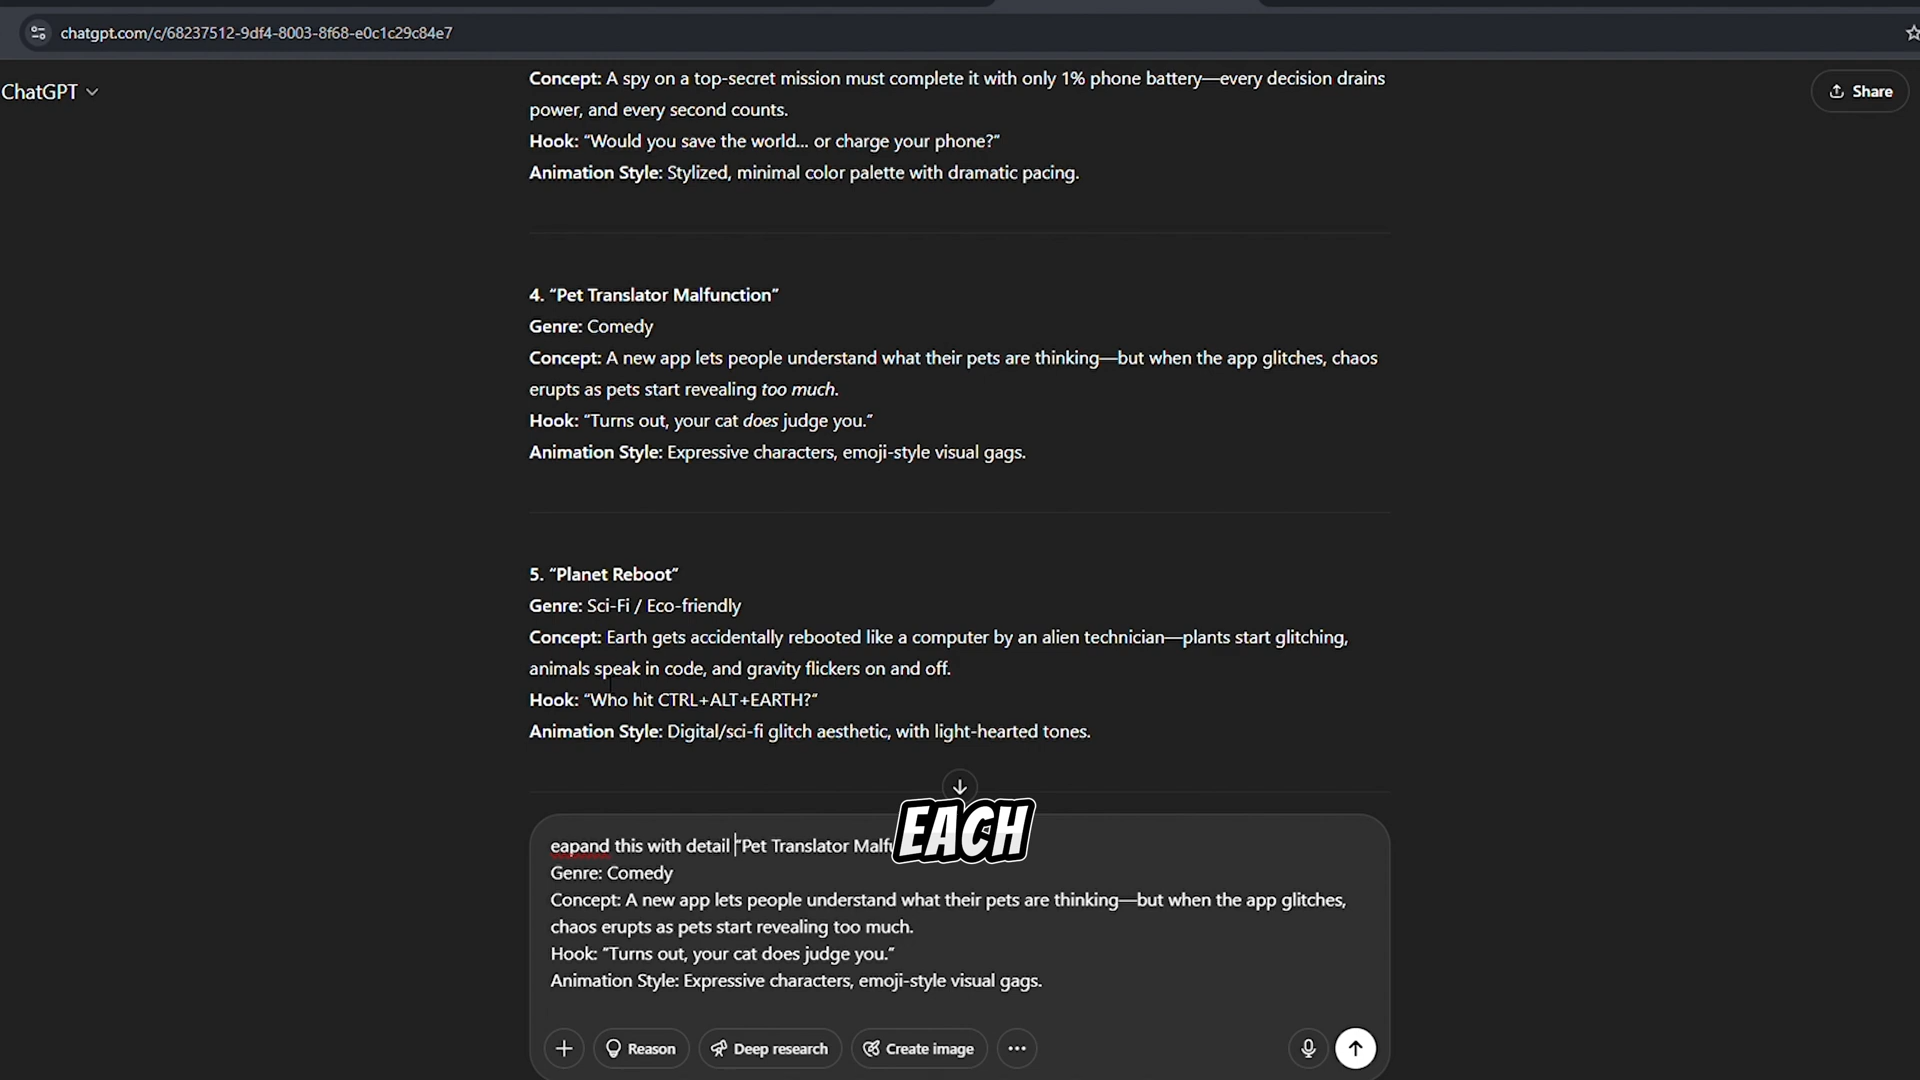 chatgpt.com/c/68237512-9df4-8003-8f68-e0c1c29c84e7
ChatGPT
Share
Concept: A spy on a top-secret mission must complete it with only 1% phone battery—every decision drains
power, and every second counts.
Hook: “Would you save the world... or charge your phone?”
Animation Style: Stylized, minimal color palette with dramatic pacing.
4. “Pet Translator Malfunction”
Genre: Comedy
Concept: A new app lets people understand what their pets are thinking—but when the app glitches, chaos
erupts as pets start revealing too much.
Hook: “Turns out, your cat does judge you.”
Animation Style: Expressive characters, emoji-style visual gags.
5. “Planet Reboot”
Genre: Sci-Fi / Eco-friendly
Concept: Earth gets accidentally rebooted like a computer by an alien technician—plants start glitching,
animals speak in code, and gravity flickers on and off.
Hook: “Who hit CTRL+ALT+EARTH?”
Animation Style: Digital/sci-fi glitch aesthetic, with light-hearted tones.
EACH
eapand this with detail “Pet Translator
Genre: Comedy
Concept: A new app lets people understand what their pets are thinking—but when the app glitches,
chaos erupts as pets start revealing too much.
Hook: “Turns out, your cat does judge you.”
Animation Style: Expressive characters, emoji-style visual gags.
Reason
Deep research
Create image